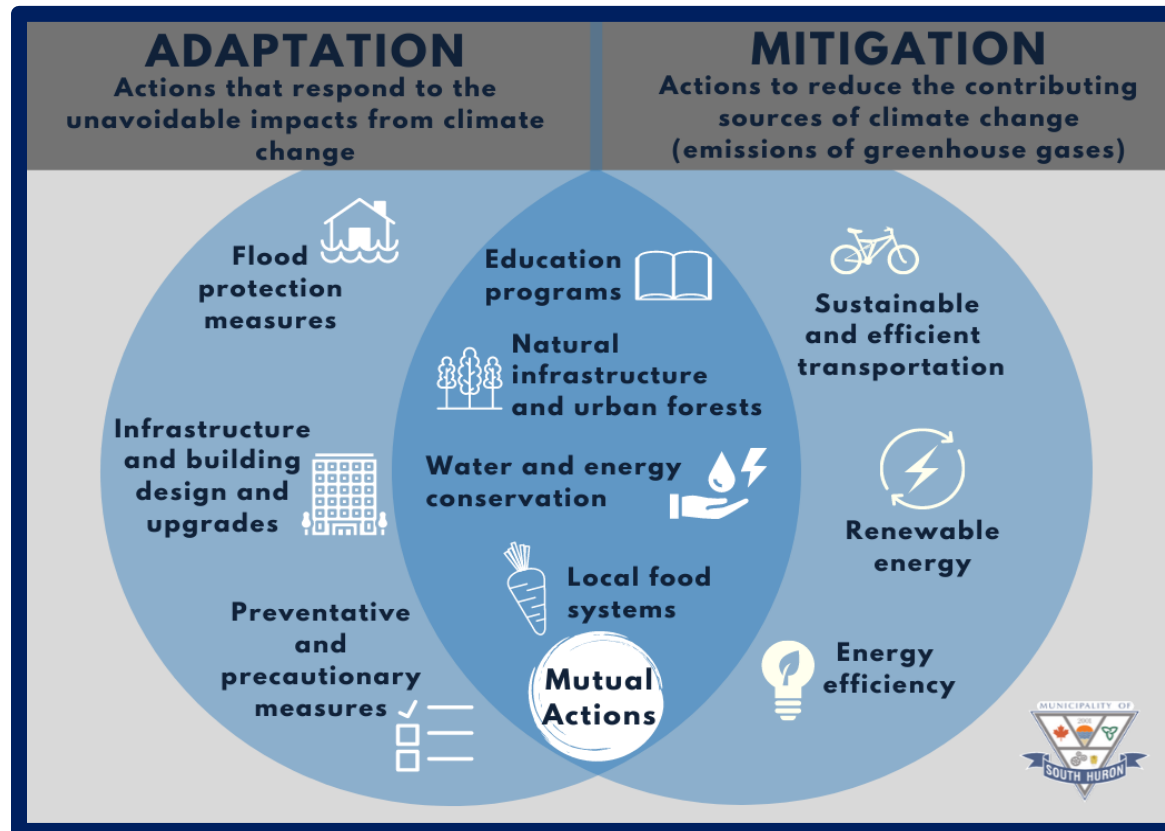 ADAPTATION
Actions that respond to the
unavoidable impacts from climate
change
MITIGATION
Actions to reduce the contributing
sources of climate change
(emissions of greenhouse gases)
Flood
protection
measures
Infrastructure
and building
design and
upgrades
Preventative
and
precautionary
measures
Education
programs
Natural
infrastructure
and urban forests
Water and energy
conservation
Local food
systems
Mutual
Actions
Sustainable
and efficient
transportation
Renewable
energy
Energy
efficiency
MUNICIPALITY OF
2001
SOUTH HURON